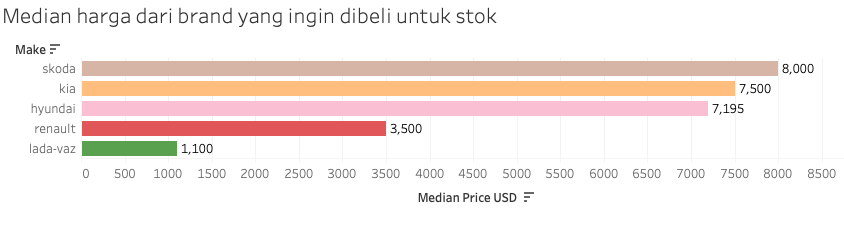 Median harga dari brand yang ingin dibeli untuk stok
Make
skoda 8,000
kia 7,500
hyundai 7,195
renault 3,500
lada-vaz 1,100
0 500 1000 1500 2000 2500 3000 3500 4000 4500 5000 5500 6000 6500 7000 7500 8000 8500
Median Price USD